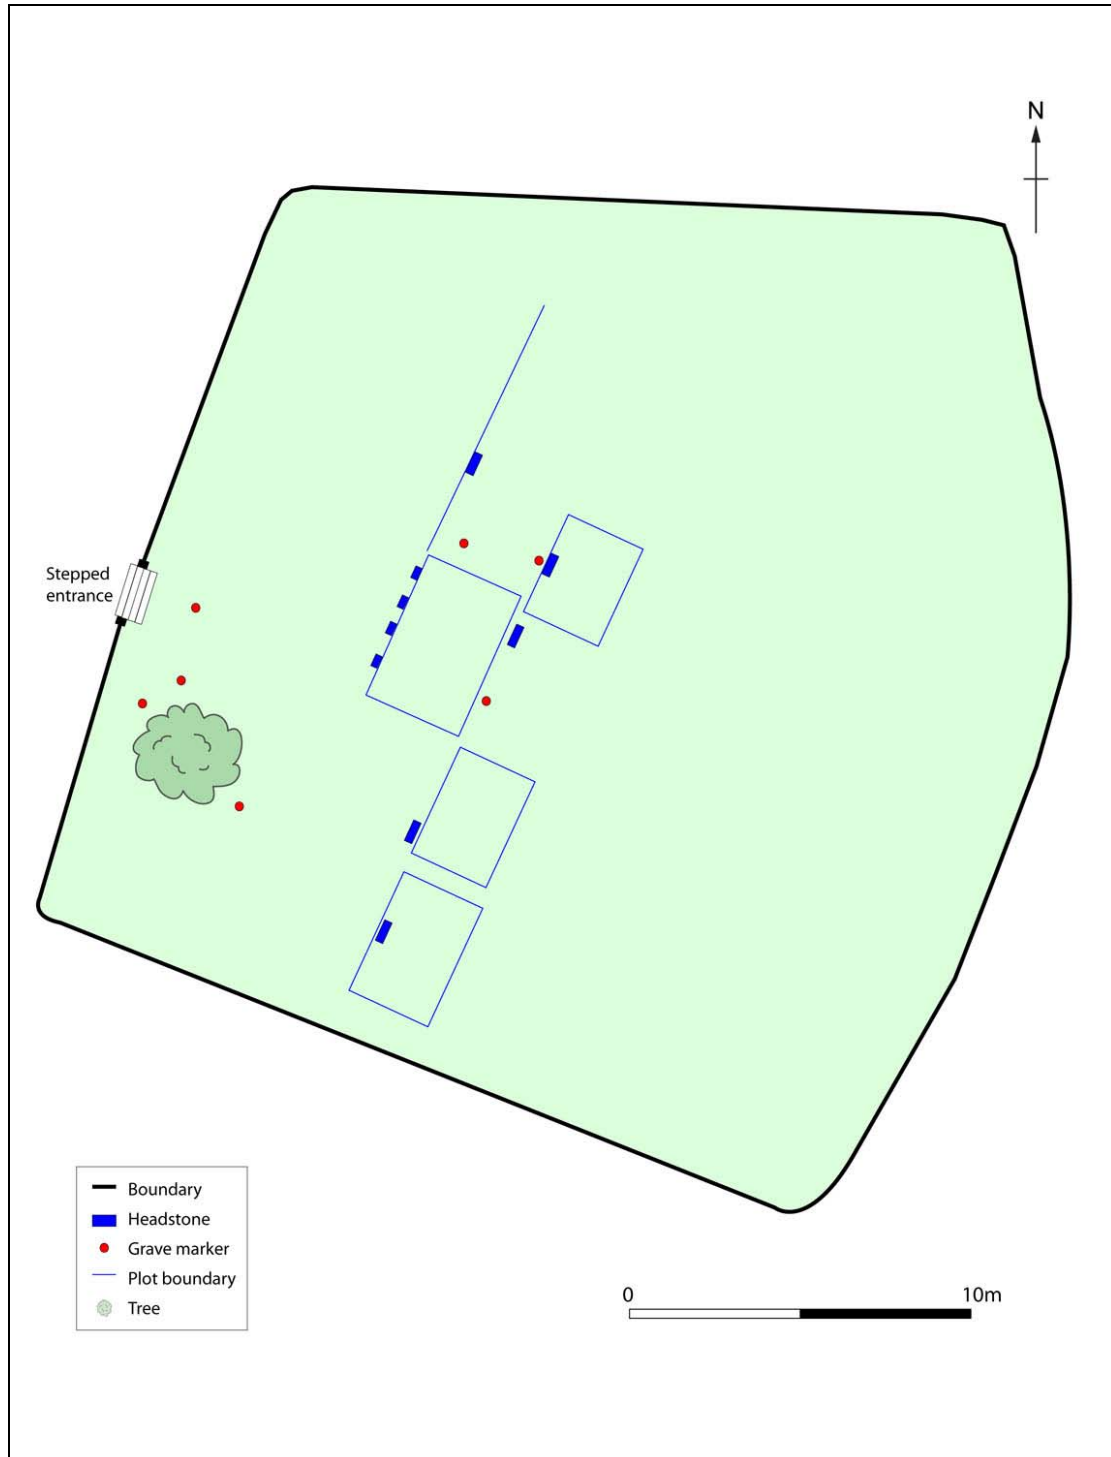 N
Stepped
entrance
Boundary
Headstone
Grave marker
Plot boundary
Tree
0 10m